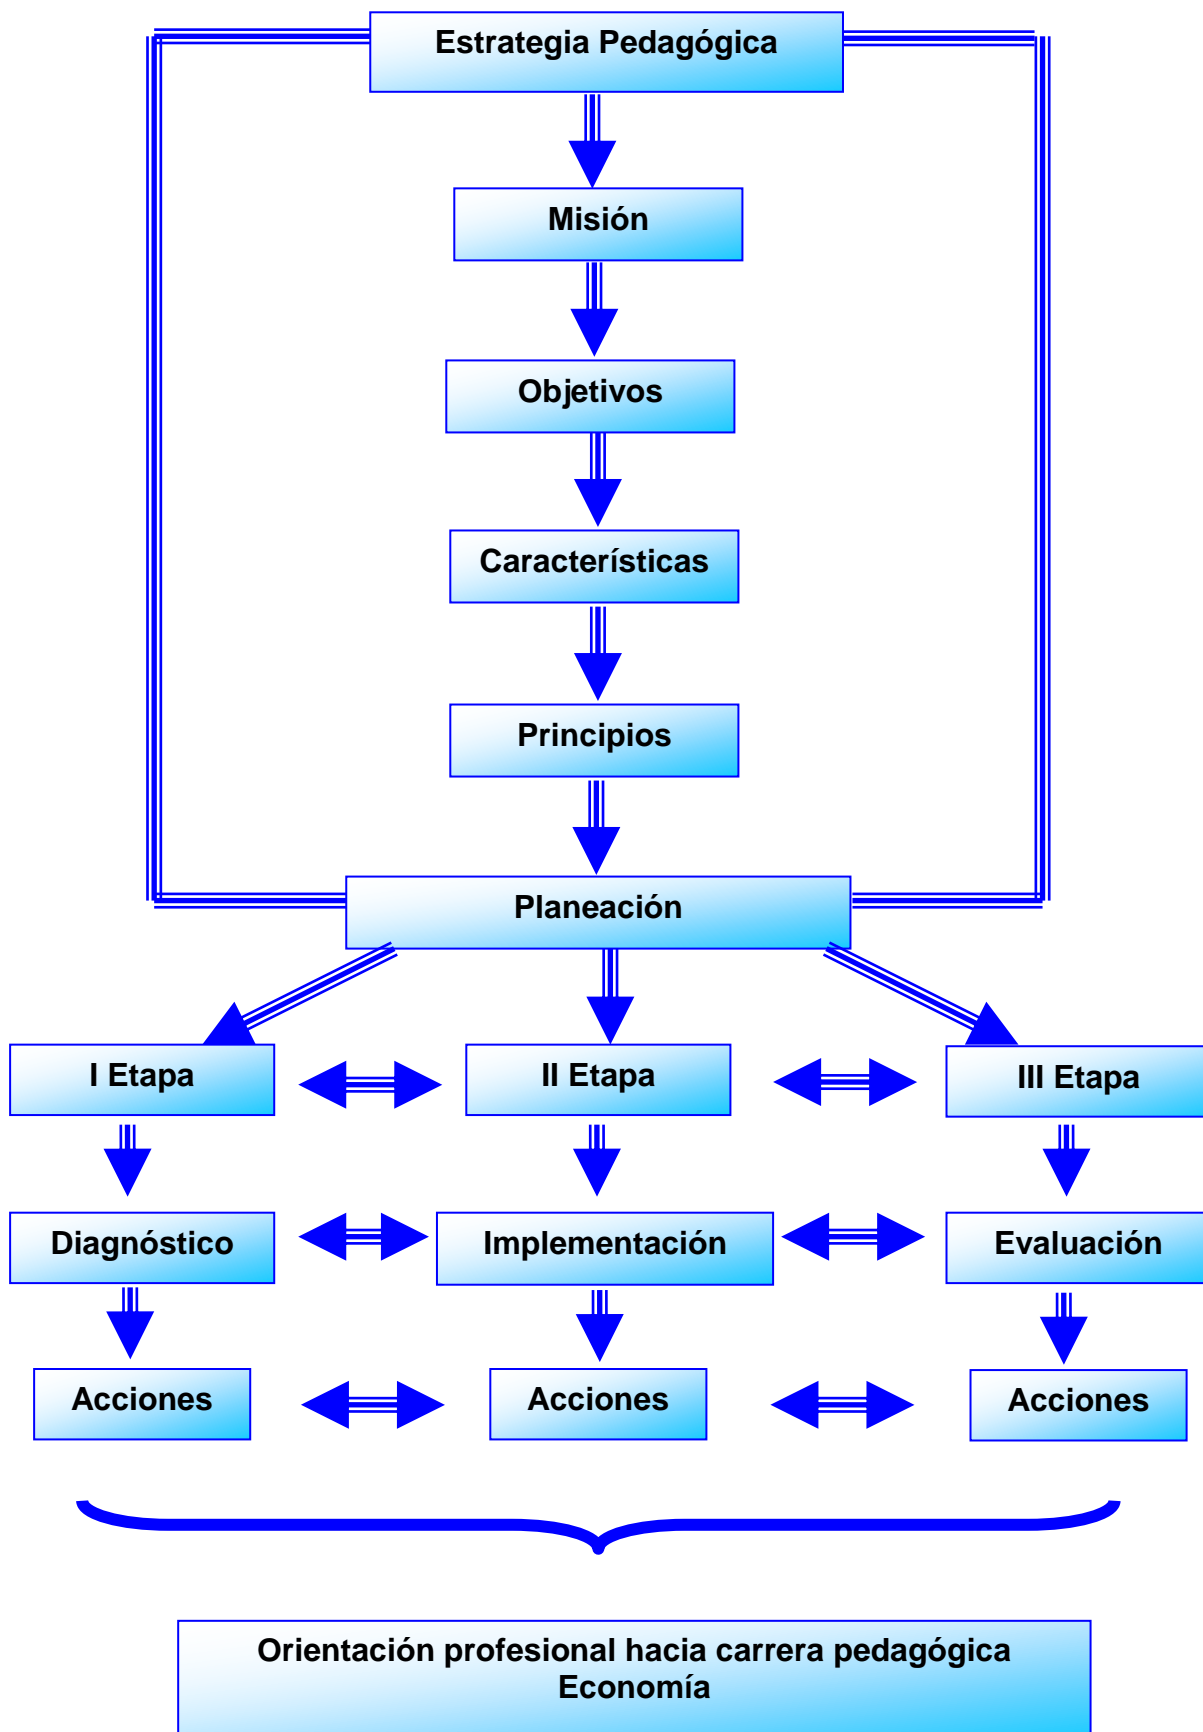 Estrategia Pedagógica
Misión
Objetivos
Caracterísíticas
Principios
Planeación
I Etapa
II Etapa
III Etapa
Diagnóstico
Implementación
Evaluación
Acciones
Acciones
Acciones
Orientación profesional hacia carrera pedagógica
Economía